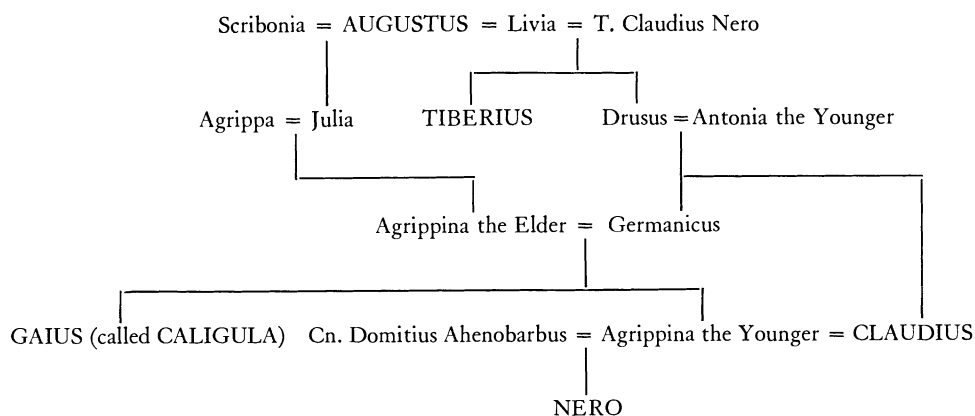 Scribonia = AUGUSTUS = Livia = T. Claudius Nero
Agrippa = Julia TIBERIUS Drusus = Antonia the Younger
Agrippina the Elder = Germanicus
GAIUS (called CALIGULA) Cn. Domitius Ahenobarbus = Agrippina the Younger = CLAUDIUS
NERO